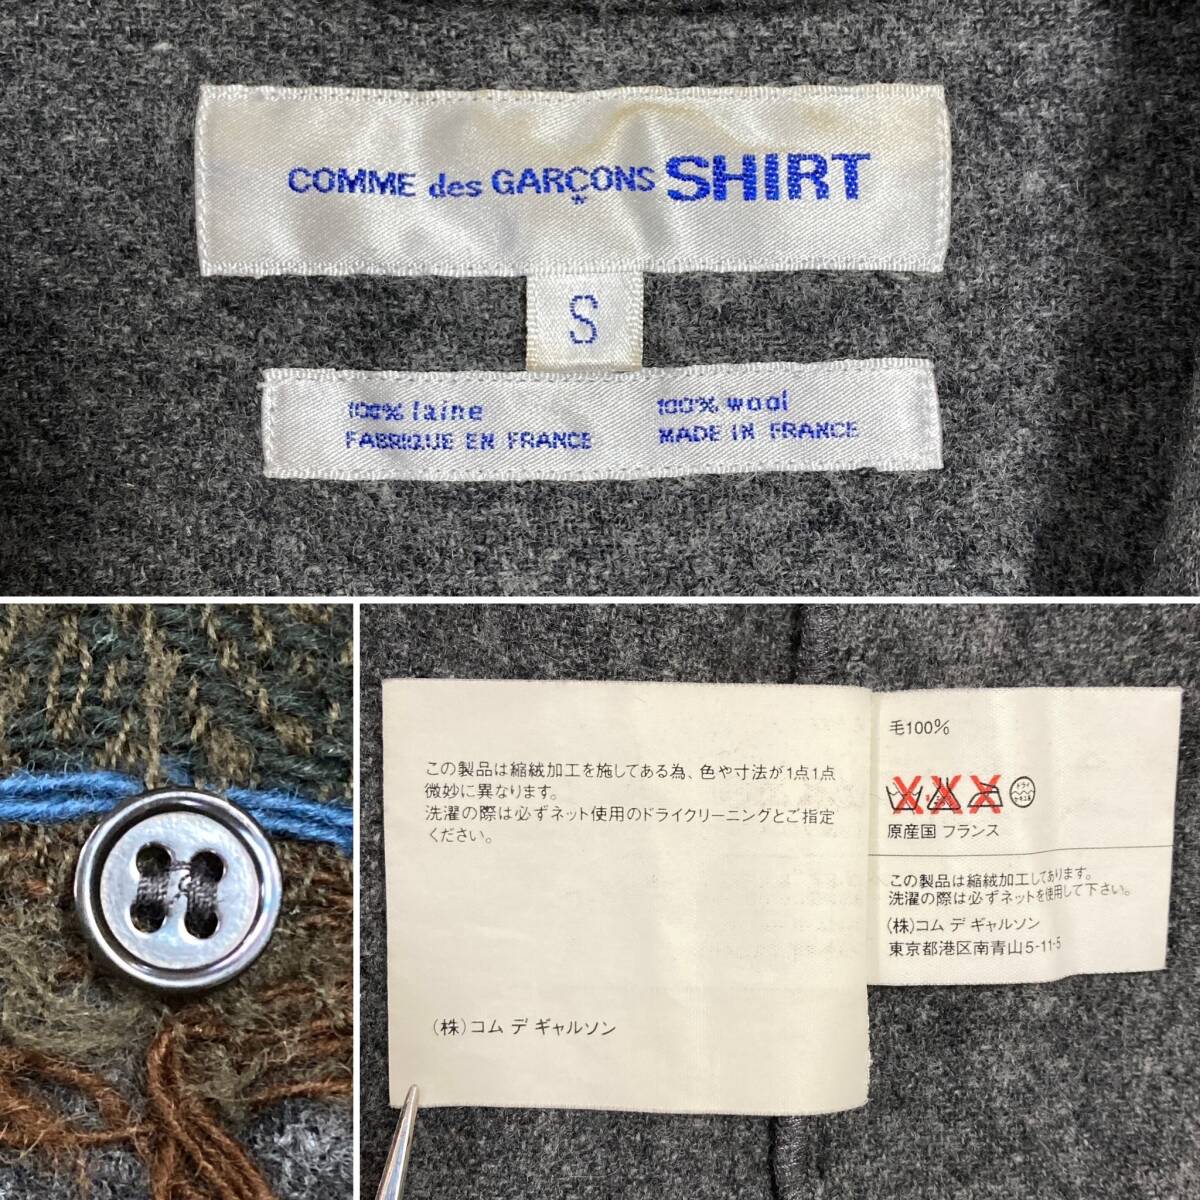 COMME des GARÇONS SHIRT
S
100% laine
FABRIQUE EN FRANCE
100% wool
MADE IN FRANCE
この製品は縮絨加工を施してある為、色や寸法が1点1点
微妙に異なります。
洗濯の際は必ずネット使用のドライクリーニングとご指定
ください。
(株)コム デ ギャルソン
毛100%
ドライ
セキユ系
原産国 フランス
この製品は縮絨加工してあります。
洗濯の際は必ずネットを使用して下さい。
(株)コム デ ギャルソン
東京都港区南青山5-11-5